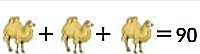 + + = 90